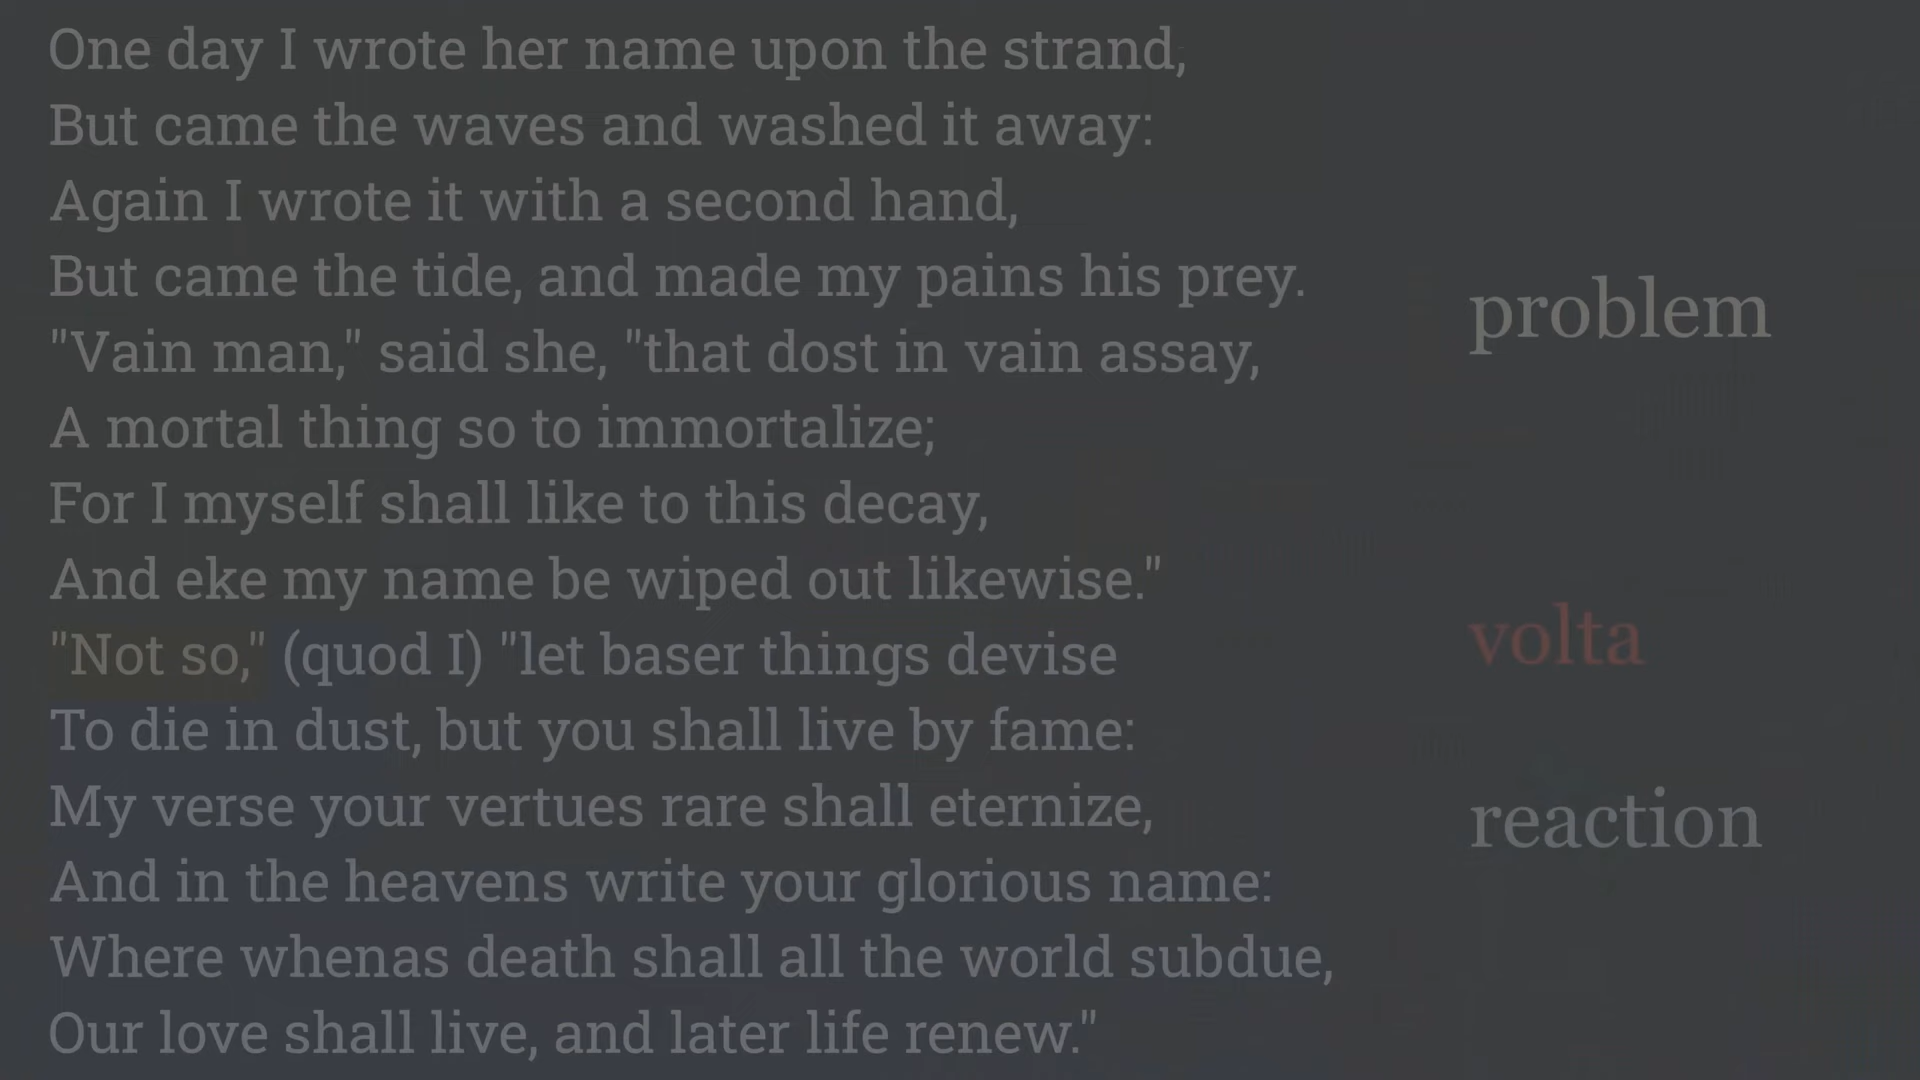 One day I wrote her name upon the strand,
But came the waves and washed it away:
Again I wrote it with a second hand,
But came the tide, and made my pains his prey.
"Vain man," said she, "that dost in vain assay,
A mortal thing so to immortalize;
For I myself shall like to this decay,
And eke my name be wiped out likewise."
"Not so," (quod I) "let baser things devise
To die in dust, but you shall live by fame:
My verse your vertues rare shall eternize,
And in the heavens write your glorious name:
Where whenas death shall all the world subdue,
Our love shall live, and later life renew."
problem
volta
reaction